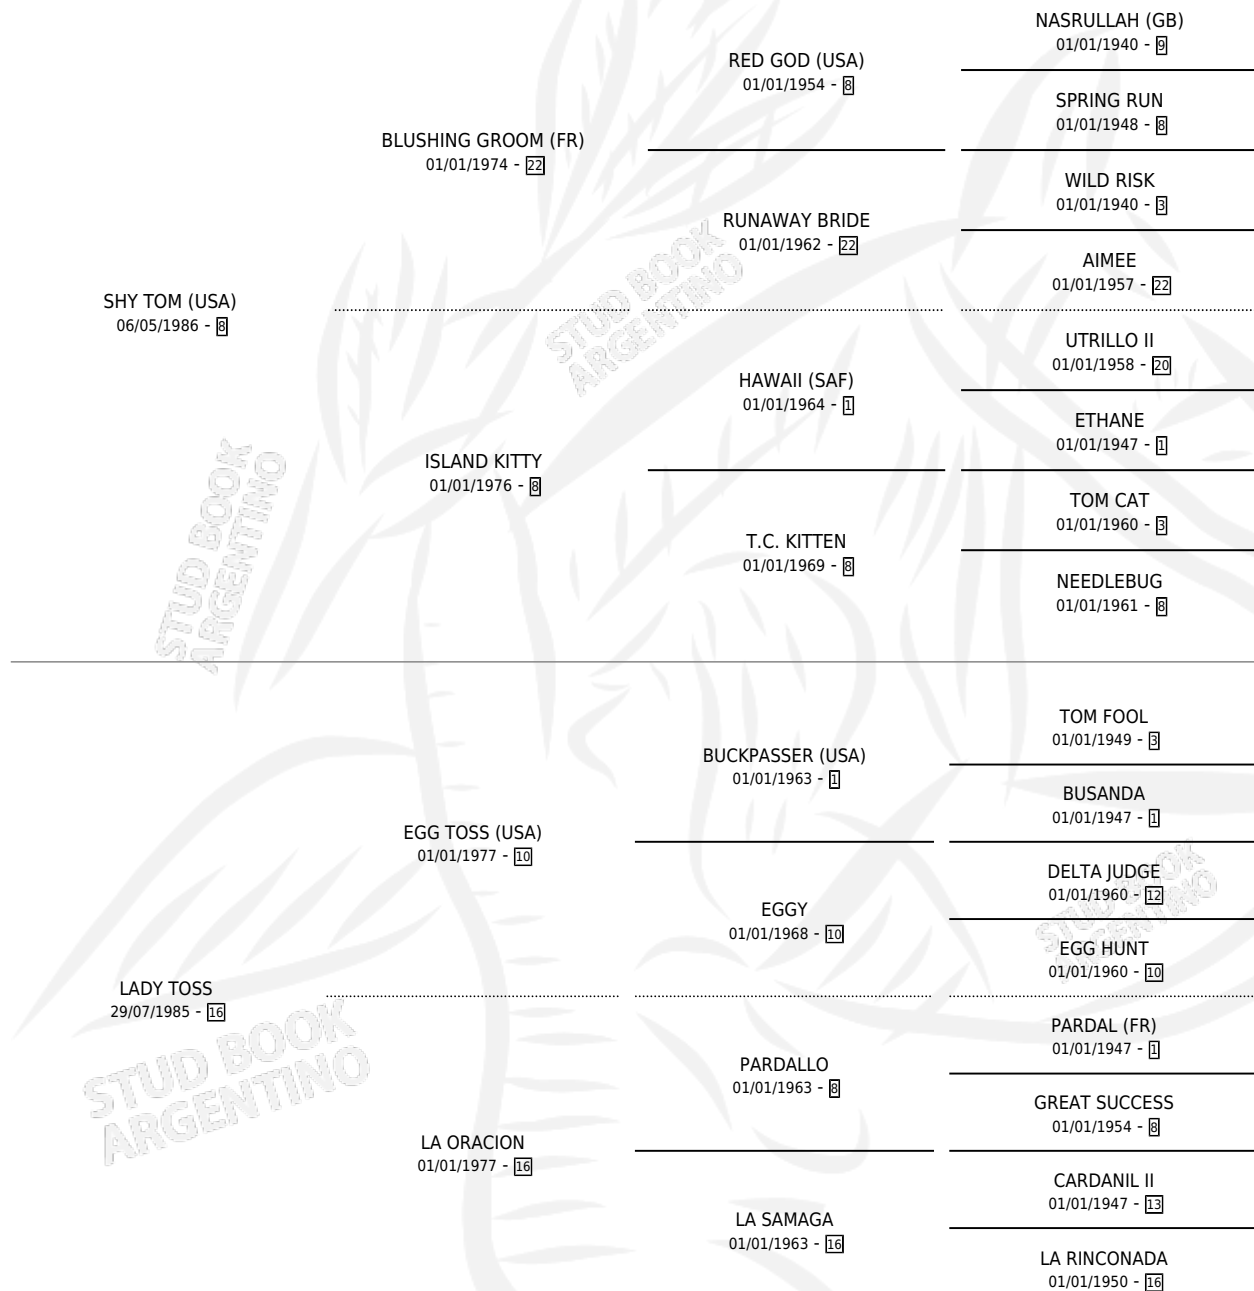 NASRULLAH (GB)
01/01/1940 - 9
RED GOD (USA)
01/01/1954 - 8
SPRING RUN
01/01/1948 - 8
BLUSHING GROOM (FR)
01/01/1974 - 22
WILD RISK
01/01/1940 - 3
RUNAWAY BRIDE
01/01/1962 - 22
AIMEE
01/01/1957 - 22
SHY TOM (USA)
06/05/1986 - 8
UTRILLO II
01/01/1958 - 20
HAWAII (SAF)
01/01/1964 - 1
ETHANE
01/01/1947 - 1
ISLAND KITTY
01/01/1976 - 8
TOM CAT
01/01/1960 - 3
T.C. KITTEN
01/01/1969 - 8
NEEDLEBUG
01/01/1961 - 8
TOM FOOL
01/01/1949 - 3
BUCKPASSER (USA)
01/01/1963 - 1
BUSANDA
01/01/1947 - 1
EGG TOSS (USA)
01/01/1977 - 10
DELTA JUDGE
01/01/1960 - 12
EGGY
01/01/1968 - 10
EGG HUNT
01/01/1960 - 10
LADY TOSS
29/07/1985 - 16
PARDAL (FR)
01/01/1947 - 1
PARDALLO
01/01/1963 - 8
GREAT SUCCESS
01/01/1954 - 8
LA ORACION
01/01/1977 - 16
CARDANIL II
01/01/1947 - 13
LA SAMAGA
01/01/1963 - 16
LA RINCONADA
01/01/1950 - 16
STUD BOOK
ARGENTINO
STUD BOOK
ARGENTINO
STUD BOOK
ARGENTINO
STUD BOOK
ARGENTINO